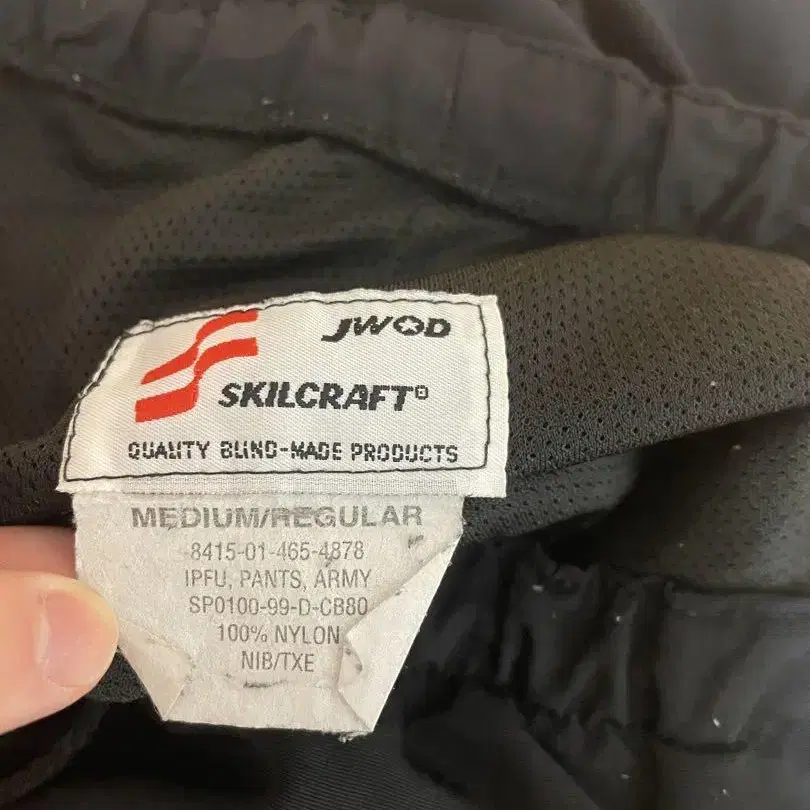 JWOD
SKILCRAFT®
QUALITY BLIND-MADE PRODUCTS
MEDIUM/REGULAR
8415-01-465-4878
IPFU, PANTS, ARMY
SP0100-99-D-CB80
100% NYLON
NIB/TXE